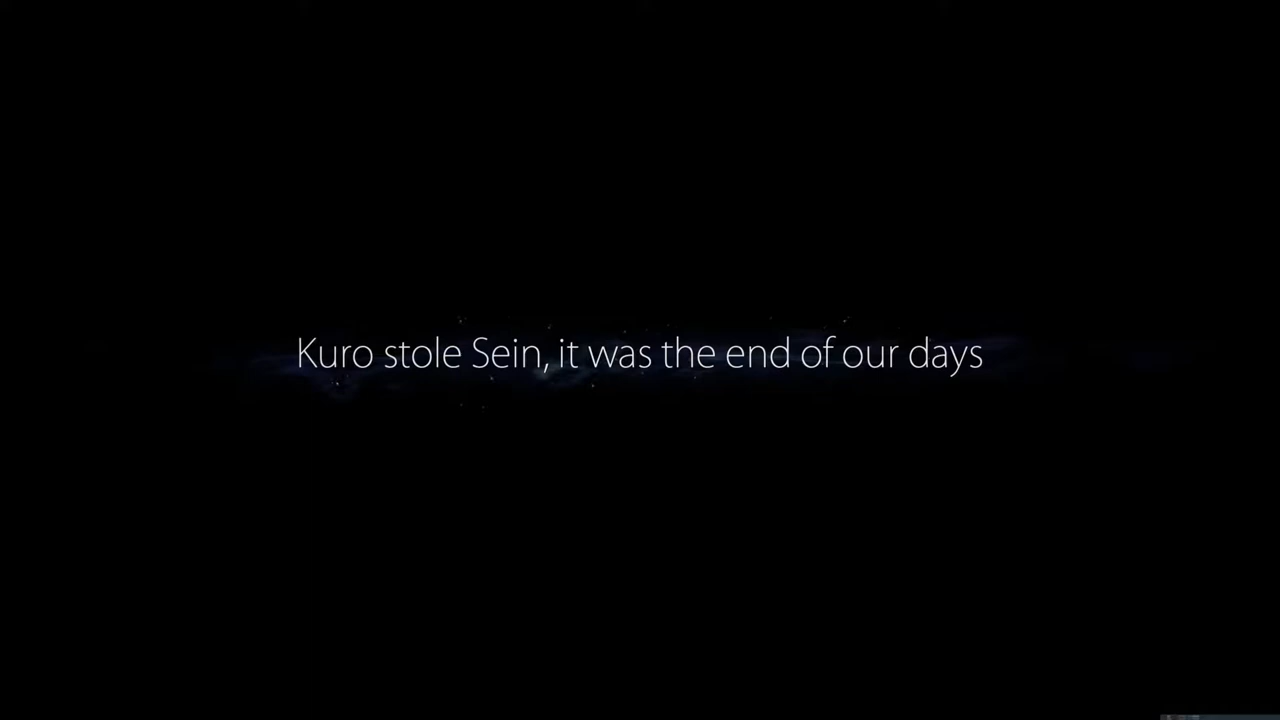 Kuro stole Sein, it was the end of our days